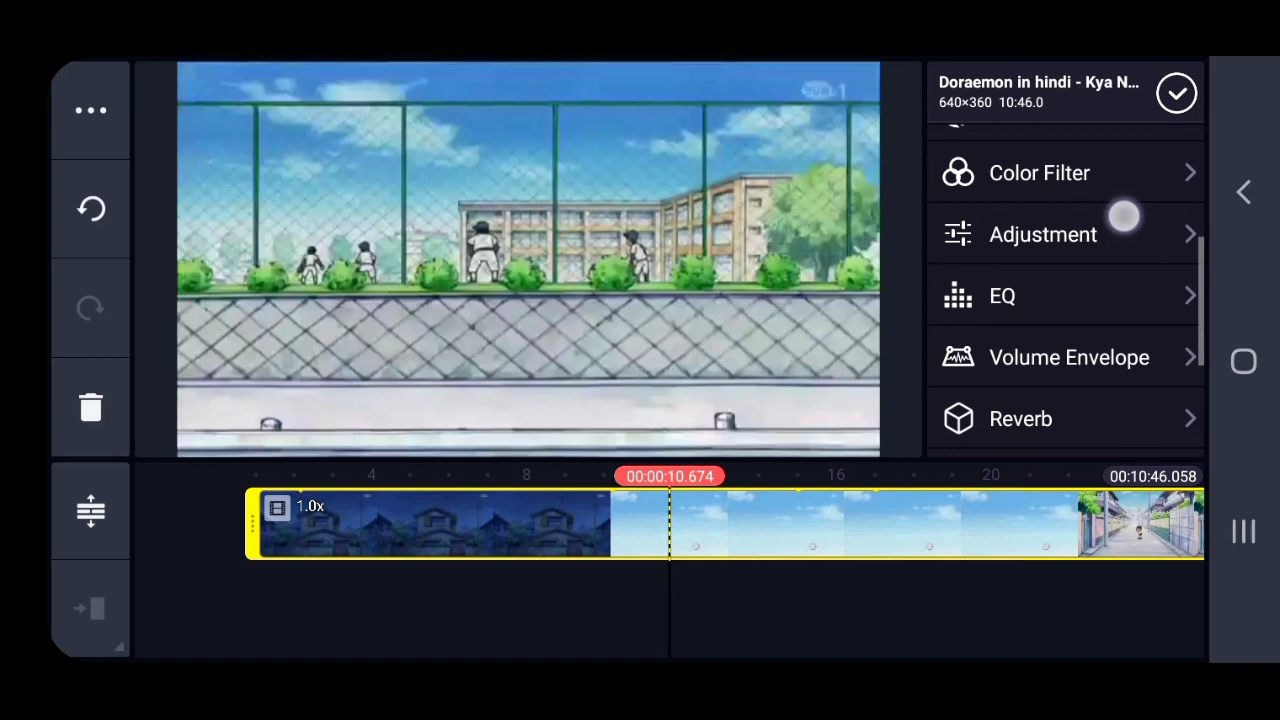 Doraemon in hindi - Kya N...
640×360 10:46.0
Color Filter
Adjustment
EQ
Volume Envelope
Reverb
4
8
00:00:10.674
16
20
00:10:46.058
1.0x